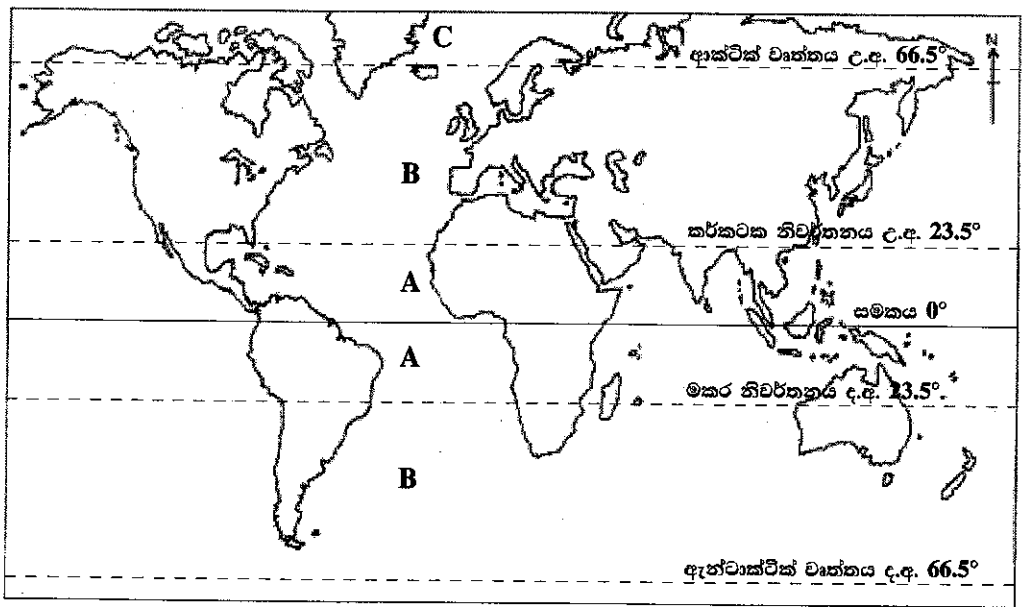 C
ආක්ටික් වෘත්තය උ.අ. 66.5°
N
B
කර්කටක නිවර්තනය උ.අ. 23.5°
A
සමකය 0°
A
මකර නිවර්තනය ද.අ. 23.5°.
B
ඇන්ටාක්ටික් වෘත්තය ද.අ. 66.5°